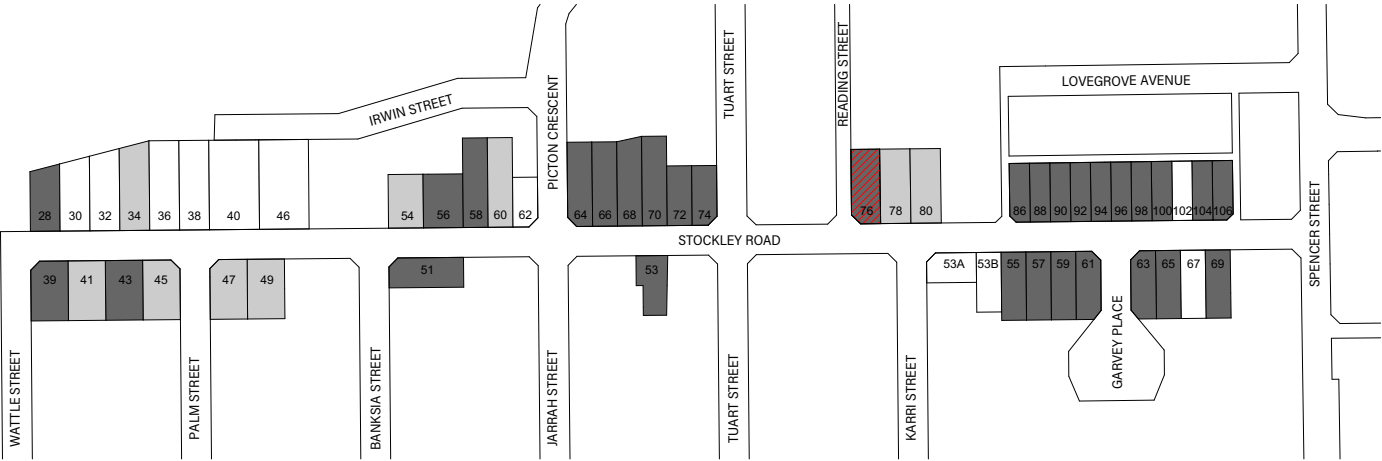 LOVEGROVE AVENUE
IRWIN STREET
PICTON CRESCENT
TUART STREET
READING STREET
28 30 32 34 36 38 40 46 54 56 58 60 62 64 66 68 70 72 74 76 78 80 86 88 90 92 94 96 98 100 102 104 106
STOCKLEY ROAD
SPENCER STREET
39 41 43 45 47 49 51 53 53A 53B 55 57 59 61 63 65 67 69
WATTLE STREET
PALM STREET
BANKSIA STREET
JARRAH STREET
TUART STREET
KARRI STREET
GARVEY PLACE